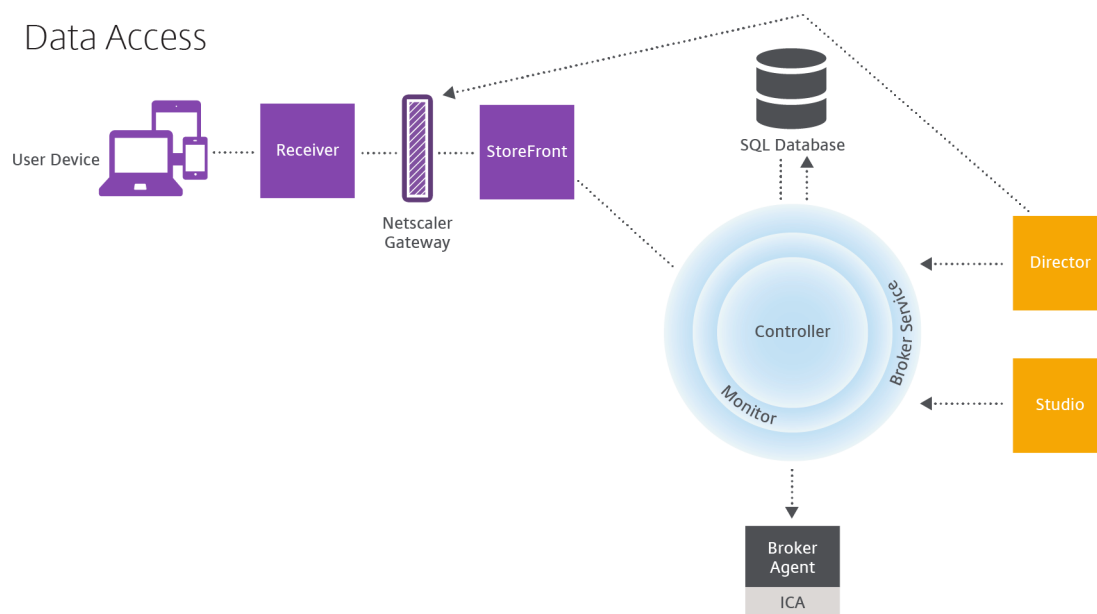 Data Access
User Device
Receiver
Netscaler
Gateway
StoreFront
SQL Database
Controller
Monitor
Broker Service
Director
Studio
Broker
Agent
ICA